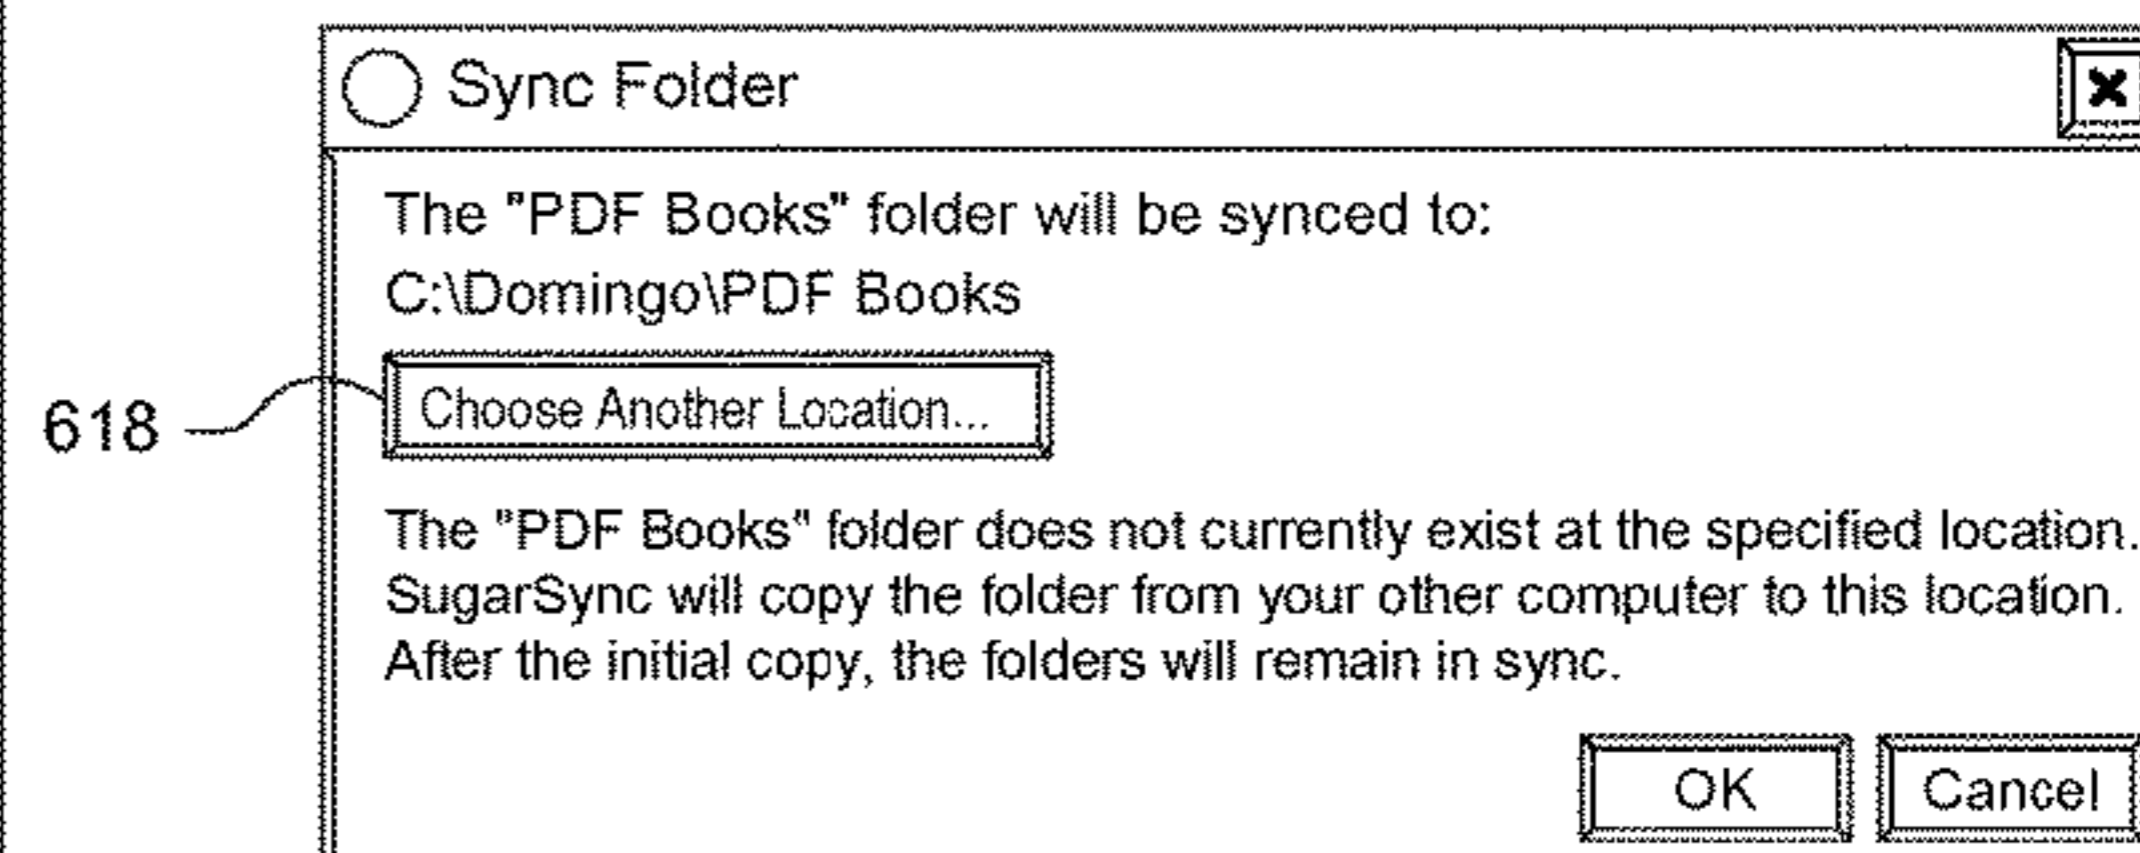 Sync Folder
The "PDF Books" folder will be synced to:
C:\Domingo\PDF Books
618
Choose Another Location...
The "PDF Books" folder does not currently exist at the specified location.
SugarSync will copy the folder from your other computer to this location.
After the initial copy, the folders will remain in sync.
OK Cancel